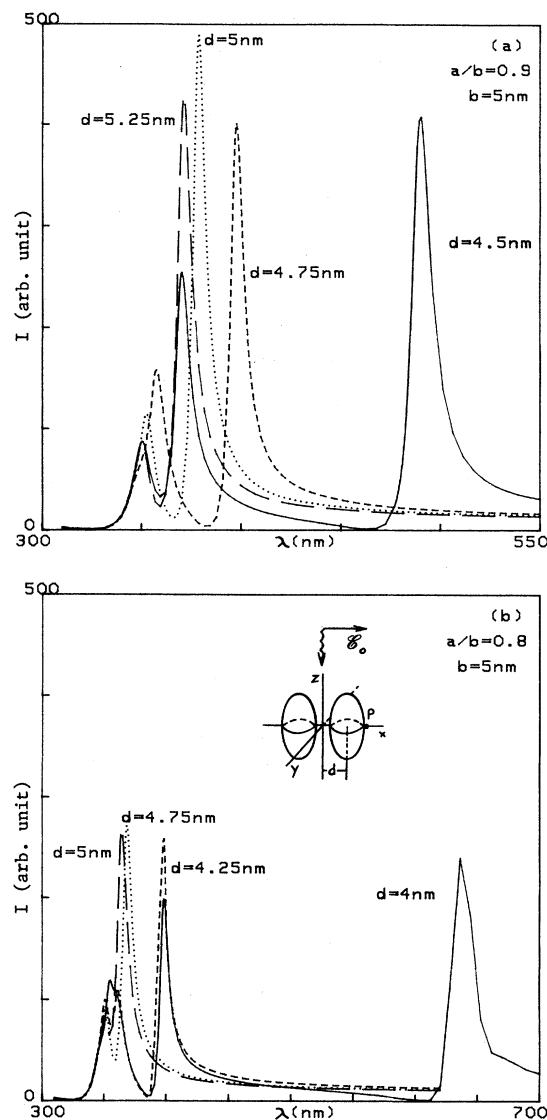 500
d=5nm
(a)
a/b=0.9
b=5nm
d=5.25nm
d=4.5nm
d=4.75nm
I (arb. unit)
0
300
λ(nm)
550
500
(b)
a/b=0.8
b=5nm
z
P
x
y
d
d=4.75nm
d=5nm
d=4.25nm
d=4nm
I (arb. unit)
0
300
λ(nm)
700